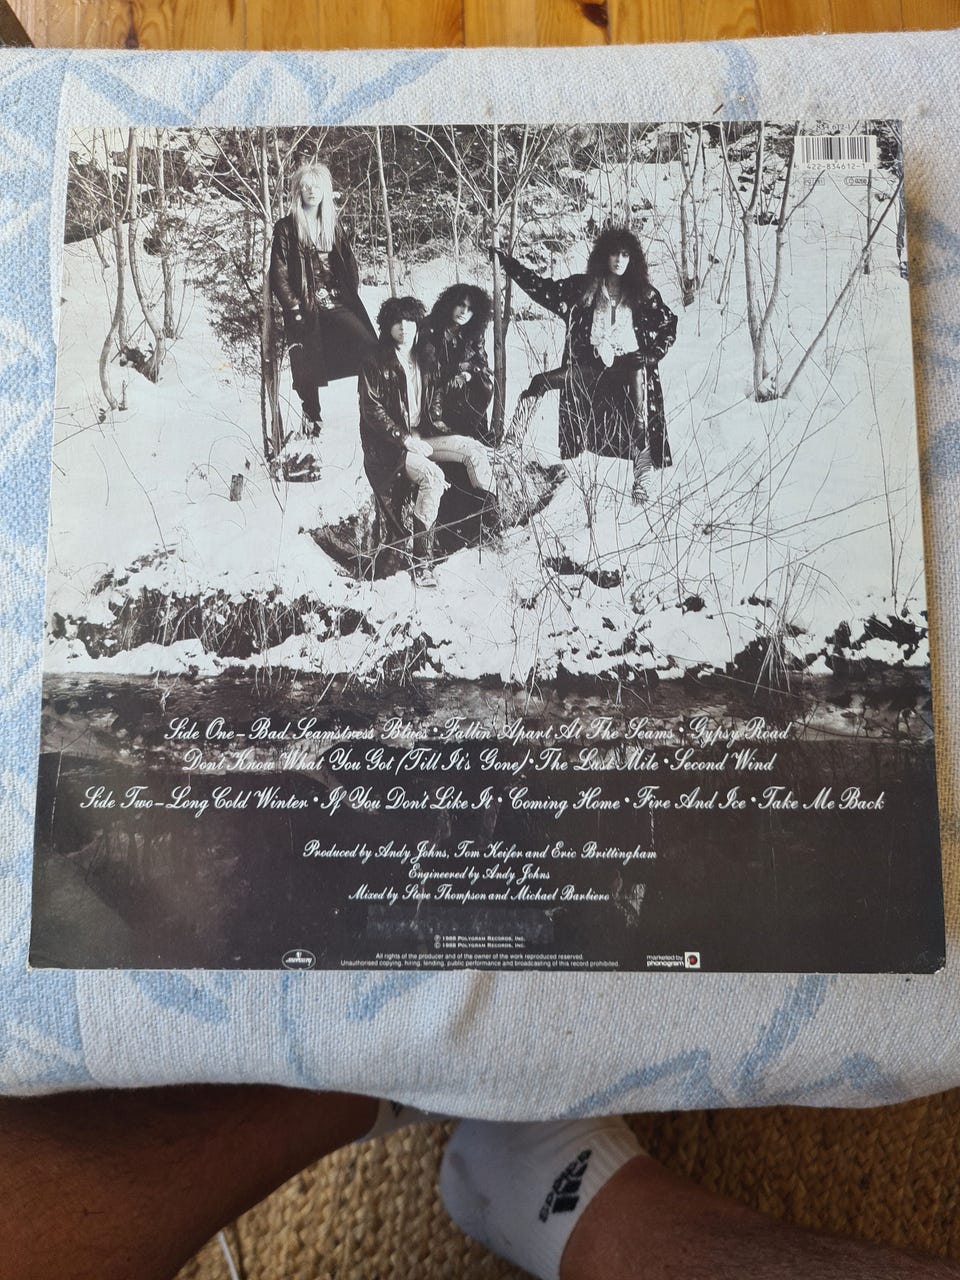 422-834612-1
Side One – Bad Seamstress Blues • Fallin' Apart At The Seams • Gypsy Road
Don't Know What You Got (Till It's Gone) • The Last Mile • Second Wind
Side Two – Long Cold Winter • If You Don't Like It • Coming Home • Fire And Ice • Take Me Back
Produced by Andy Johns, Tom Keifer and Eric Brittingham
Engineered by Andy Johns
Mixed by Steve Thompson and Michael Barbiero
℗ 1988 POLYGRAM RECORDS, INC.
© 1988 POLYGRAM RECORDS, INC.
mercury
All rights of the producer and of the owner of the work reproduced reserved.
Unauthorised copying, hiring, lending, public performance and broadcasting of this record prohibited.
marketed by
phonogram
adidas